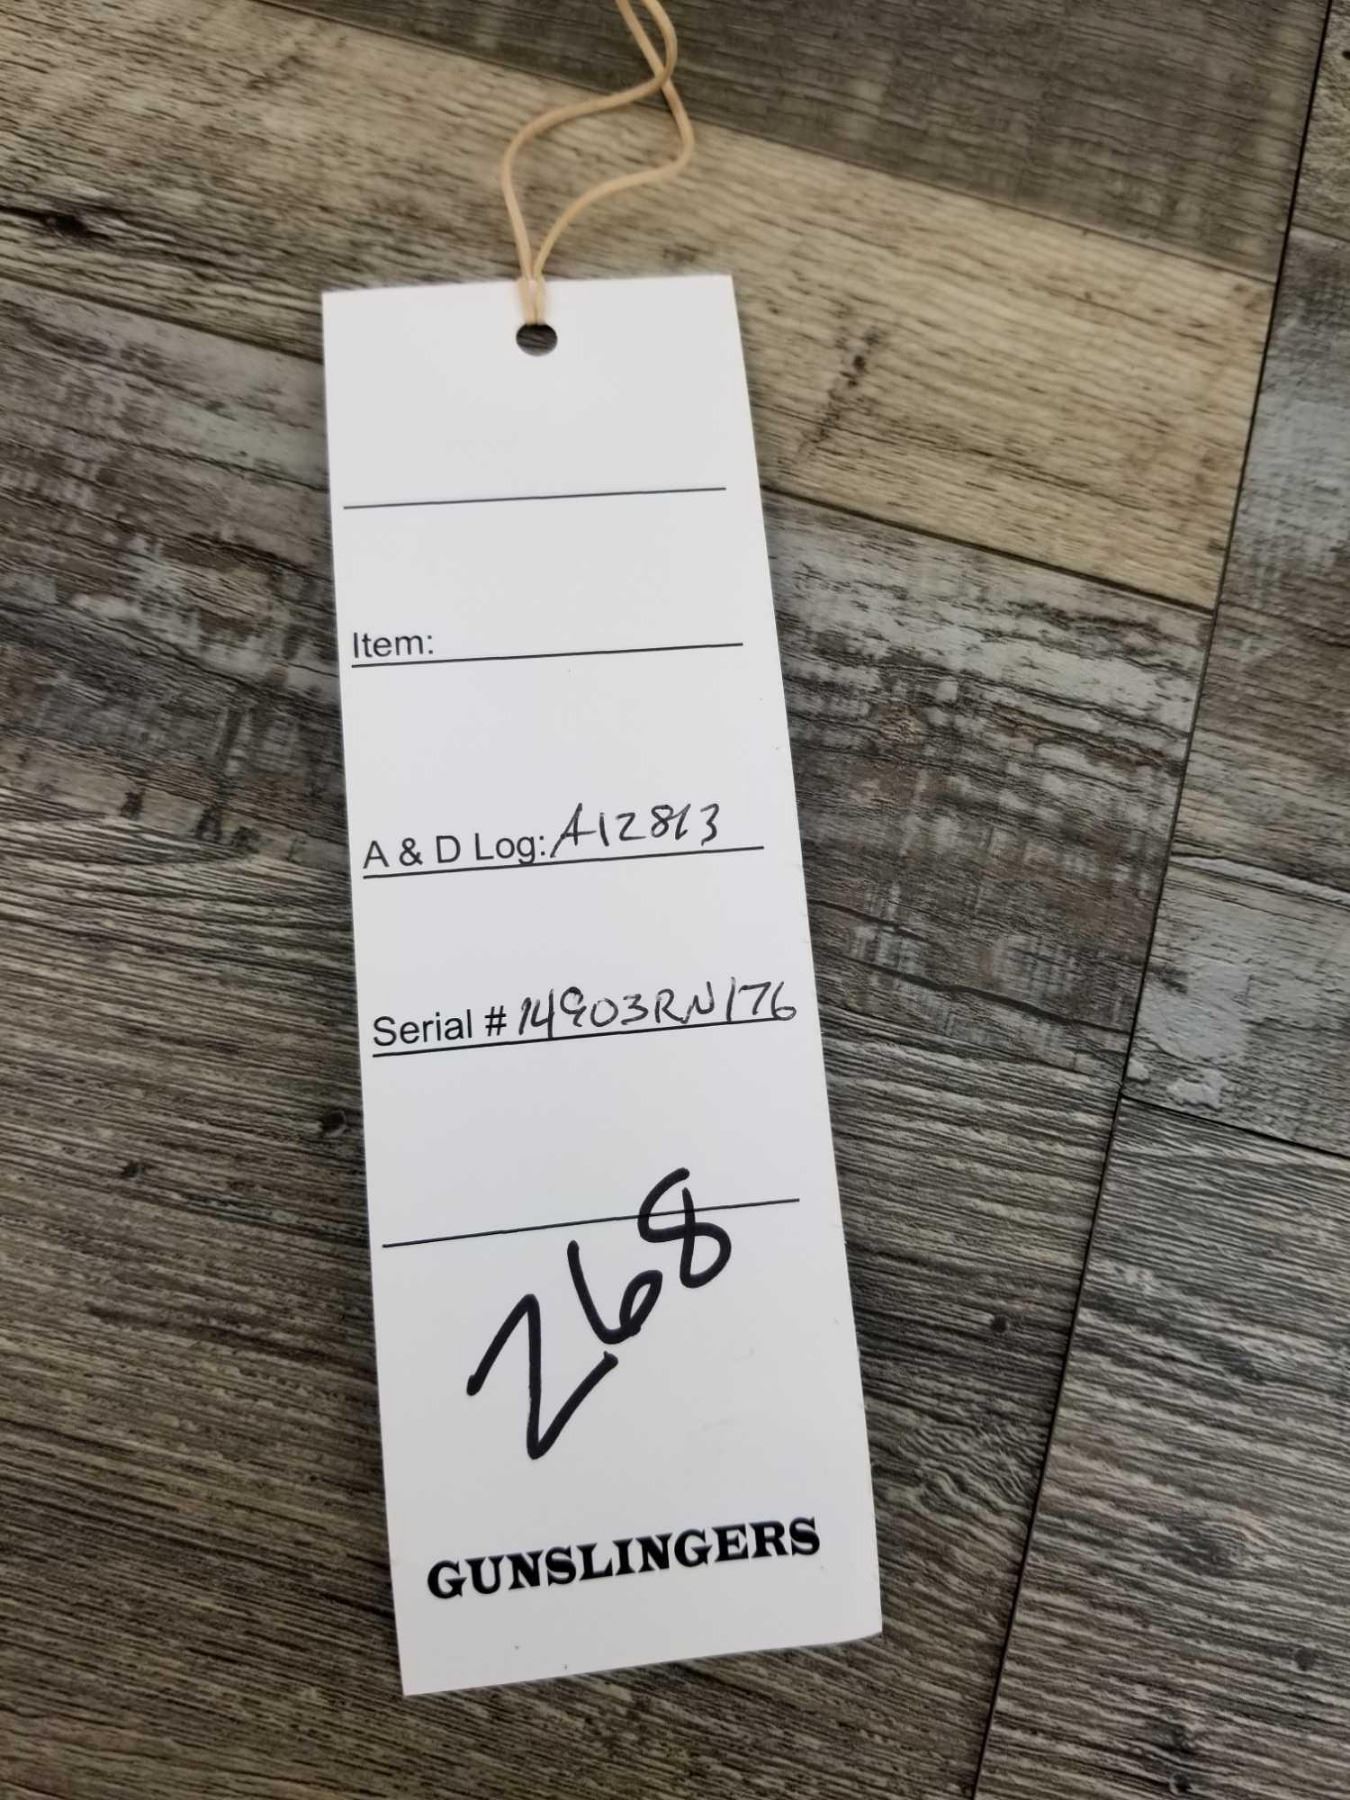 Item:
A & D Log: A12813
Serial # 14903RN176
268
GUNSLINGERS